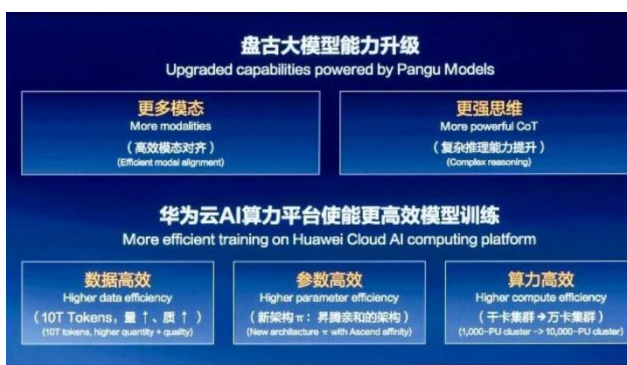 盘古大模型能力升级
Upgraded capabilities powered by Pangu Models
更多模态
More modalities
（高效模态对齐）
(Efficient modal alignment)
更强思维
More powerful CoT
（复杂推理能力提升）
(Complex reasoning)
华为云AI算力平台使能更高效模型训练
More efficient training on Huawei Cloud AI computing platform
数据高效
Higher data efficiency
（10T Tokens，量↑、质↑）
(10T tokens, higher quantity + quality)
参数高效
Higher parameter efficiency
（新架构π：昇腾亲和的架构）
(New architecture π with Ascend affinity)
算力高效
Higher compute efficiency
（千卡集群→万卡集群）
(1,000-PU cluster -> 10,000-PU cluster)